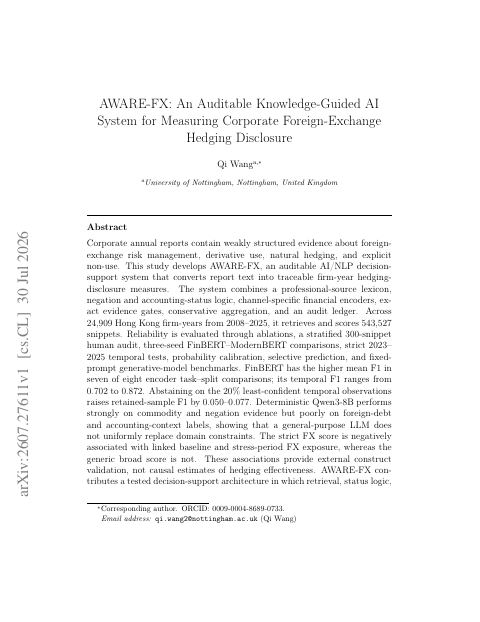 AWARE-FX: An Auditable Knowledge-Guided AI
System for Measuring Corporate Foreign-Exchange
Hedging Disclosure
Qi Wangᵃ,*
ᵃUniversity of Nottingham, Nottingham, United Kingdom
Abstract
Corporate annual reports contain weakly structured evidence about foreign-
exchange risk management, derivative use, natural hedging, and explicit
non-use. This study develops AWARE-FX, an auditable AI/NLP decision-
support system that converts report text into traceable firm-year hedging-
disclosure measures. The system combines a professional-source lexicon,
negation and accounting-status logic, channel-specific financial encoders, ex-
act evidence gates, conservative aggregation, and an audit ledger. Across
24,909 Hong Kong firm-years from 2008–2025, it retrieves and scores 543,527
snippets. Reliability is evaluated through ablations, a stratified 300-snippet
human audit, three-seed FinBERT–ModernBERT comparisons, strict 2023–
2025 temporal tests, probability calibration, selective prediction, and fixed-
prompt generative-model benchmarks. FinBERT has the higher mean F1 in
seven of eight encoder task–split comparisons; its temporal F1 ranges from
0.702 to 0.872. Abstaining on the 20% least-confident temporal observations
raises retained-sample F1 by 0.050–0.077. Deterministic Qwen3-8B performs
strongly on commodity and negation evidence but poorly on foreign-debt
and accounting-context labels, showing that a general-purpose LLM does
not uniformly replace domain constraints. The strict FX score is negatively
associated with linked baseline and stress-period FX exposure, whereas the
generic broad score is not. These associations provide external construct
validation, not causal estimates of hedging effectiveness. AWARE-FX con-
tributes a tested decision-support architecture in which retrieval, status logic,
*Corresponding author. ORCID: 0009-0004-8689-0733.
Email address: qi.wang2@nottingham.ac.uk (Qi Wang)
arXiv:2607.27611v1 [cs.CL] 30 Jul 2026